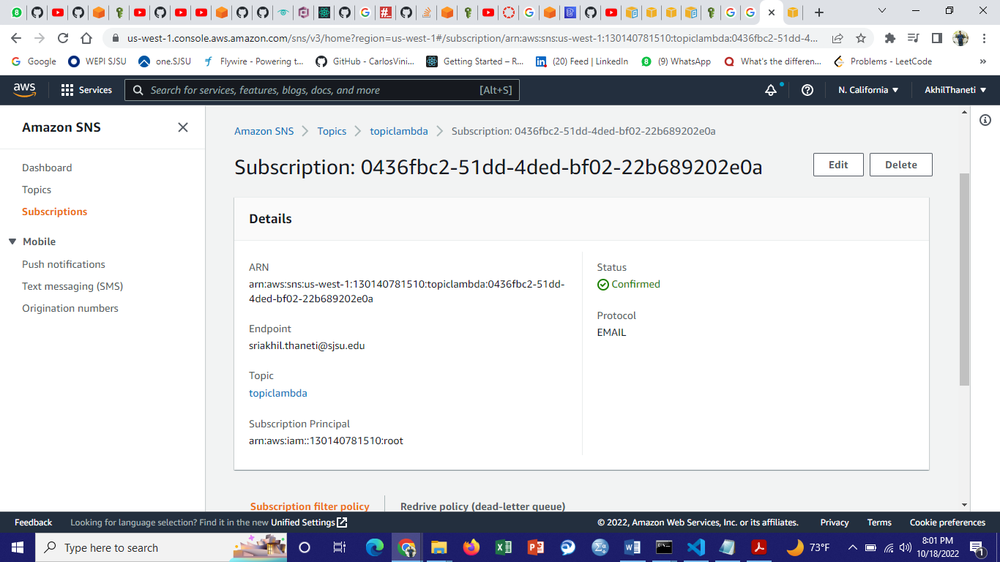 us-west-1.console.aws.amazon.com/sns/v3/home?region=us-west-1#/subscription/arn:aws:sns:us-west-1:130140781510:topiclambda:0436fbc2-51dd-4...
Google WEPI SJSU one.SJSU Flywire - Powering t... GitHub - CarlosVini... Getting Started – R... (20) Feed | LinkedIn (9) WhatsApp What's the differen... Problems - LeetCode »
aws Services Search for services, features, blogs, docs, and more [Alt+S] N. California AkhilThaneti
Amazon SNS
Dashboard
Topics
Subscriptions
Mobile
Push notifications
Text messaging (SMS)
Origination numbers
Amazon SNS Topics topiclambda Subscription: 0436fbc2-51dd-4ded-bf02-22b689202e0a
Subscription: 0436fbc2-51dd-4ded-bf02-22b689202e0a
Edit Delete
Details
ARN
arn:aws:sns:us-west-1:130140781510:topiclambda:0436fbc2-51dd-
4ded-bf02-22b689202e0a
Endpoint
sriakhil.thaneti@sjsu.edu
Topic
topiclambda
Subscription Principal
arn:aws:iam::130140781510:root
Status
Confirmed
Protocol
EMAIL
Subscription filter policy Redrive policy (dead-letter queue)
Feedback Looking for language selection? Find it in the new Unified Settings © 2022, Amazon Web Services, Inc. or its affiliates. Privacy Terms Cookie preferences
Type here to search 73°F 8:01 PM
10/18/2022 1